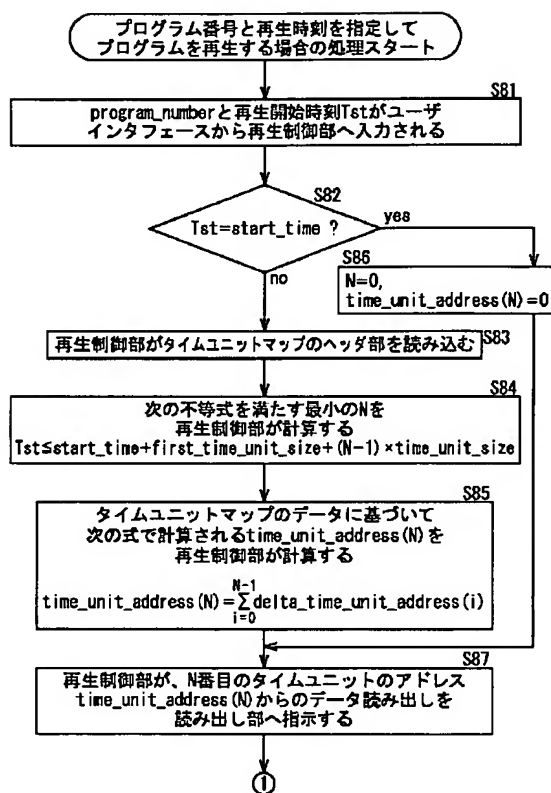 プログラム番号と再生時刻を指定して
プログラムを再生する場合の処理スタート
S81
program_numberと再生開始時刻Tstがユーザ
インタフェースから再生制御部へ入力される
S82
Tst=start_time ?
yes
no
S86
N=0,
time_unit_address(N)=0
再生制御部がタイムユニットマップのヘッダ部を読み込む
S83
S84
次の不等式を満たす最小のNを
再生制御部が計算する
Tst≤start_time+first_time_unit_size+(N-1)×time_unit_size
S85
タイムユニットマップのデータに基づいて
次の式で計算されるtime_unit_address(N)を
再生制御部が計算する
N-1
time_unit_address(N)=Σdelta_time_unit_address(i)
i=0
S87
再生制御部が、N番目のタイムユニットのアドレス
time_unit_address(N)からのデータ読み出しを
読み出し部へ指示する
①